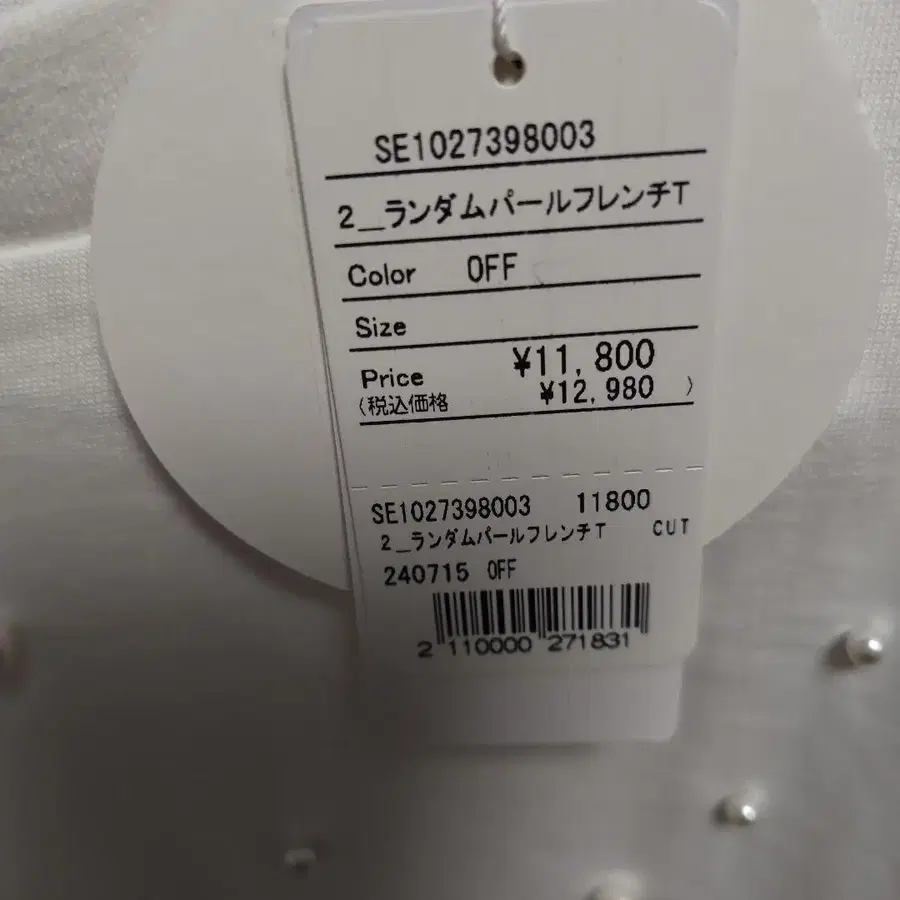 SE1027398003
2_ランダムパールフレンチT
Color OFF
Size
Price ¥11,800
(税込価格 ¥12,980 )
SE1027398003 11800
2_ランダムパールフレンチT CUT
240715 OFF
2 110000 271831